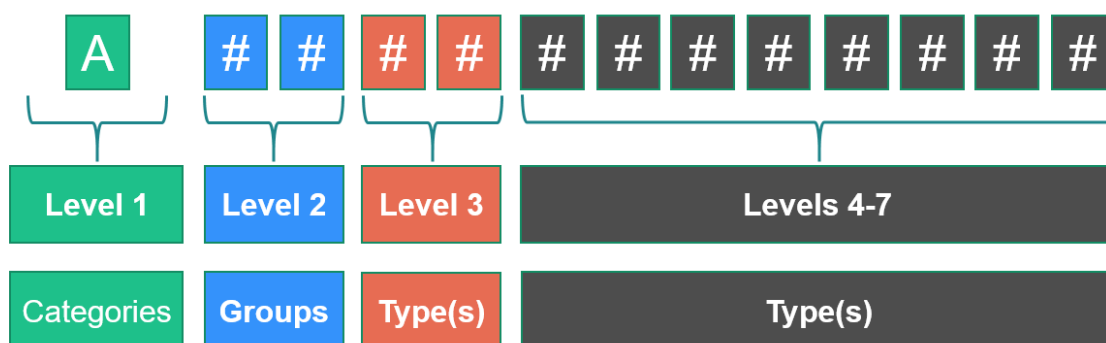 A # # # # # # # # # # # #
Level 1 Level 2 Level 3 Levels 4-7
Categories Groups Type(s) Type(s)